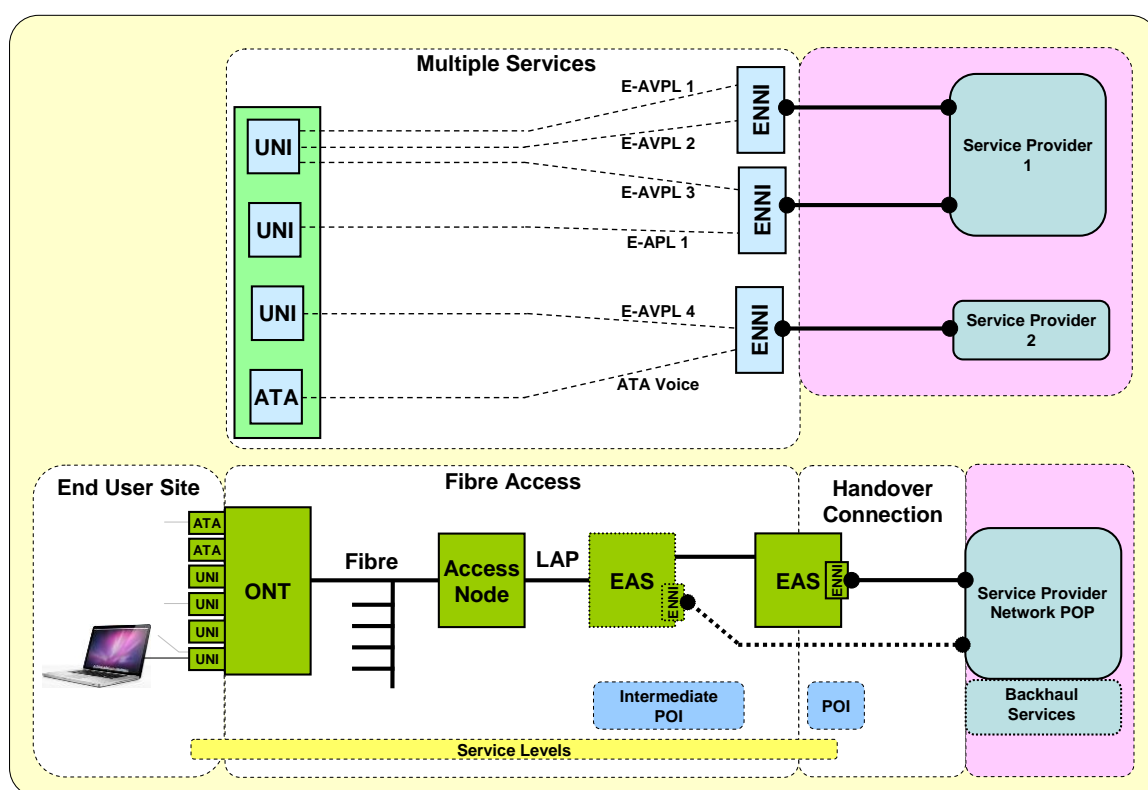 Multiple Services
E-AVPL 1
E-AVPL 2
E-AVPL 3
E-APL 1
E-AVPL 4
ATA Voice
UNI
UNI
UNI
ATA
ENNI
ENNI
ENNI
Service Provider
1
Service Provider
2
End User Site
Fibre Access
Handover
Connection
ATA
ATA
UNI
UNI
UNI
UNI
ONT
Fibre
Access
Node
LAP
EAS
ENNI
EAS
ENNI
Service Provider
Network POP
Intermediate
POI
POI
Backhaul
Services
Service Levels